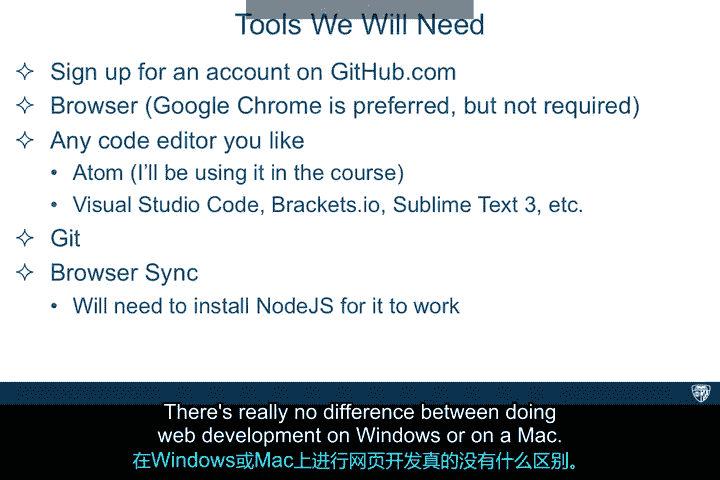 Tools We Will Need
✧ Sign up for an account on GitHub.com
✧ Browser (Google Chrome is preferred, but not required)
✧ Any code editor you like
• Atom (I'll be using it in the course)
• Visual Studio Code, Brackets.io, Sublime Text 3, etc.
✧ Git
✧ Browser Sync
• Will need to install NodeJS for it to work
There's really no difference between doing
web development on Windows or on a Mac.
在Windows或Mac上进行网页开发真的没有什么区别。